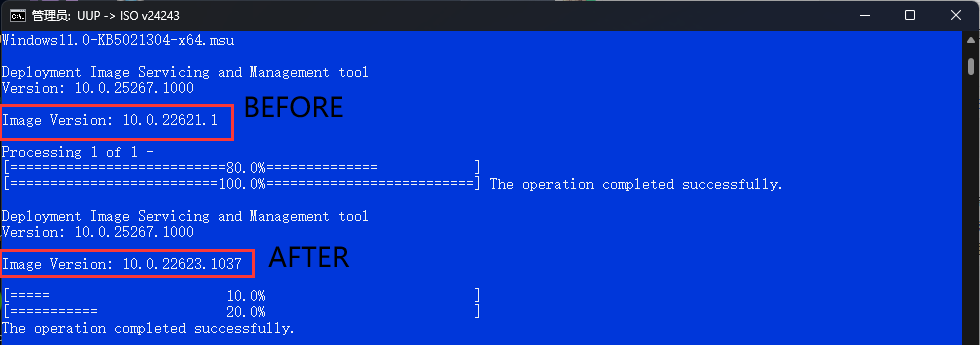 管理员: UUP -> ISO v24243
Windows11.0-KB5021304-x64.msu
Deployment Image Servicing and Management tool
Version: 10.0.25267.1000
BEFORE
Image Version: 10.0.22621.1
Processing 1 of 1 -
[===========================80.0%============== ]
[==========================100.0%==========================] The operation completed successfully.
Deployment Image Servicing and Management tool
Version: 10.0.25267.1000
Image Version: 10.0.22623.1037
AFTER
[===== 10.0% ]
[=========== 20.0% ]
The operation completed successfully.